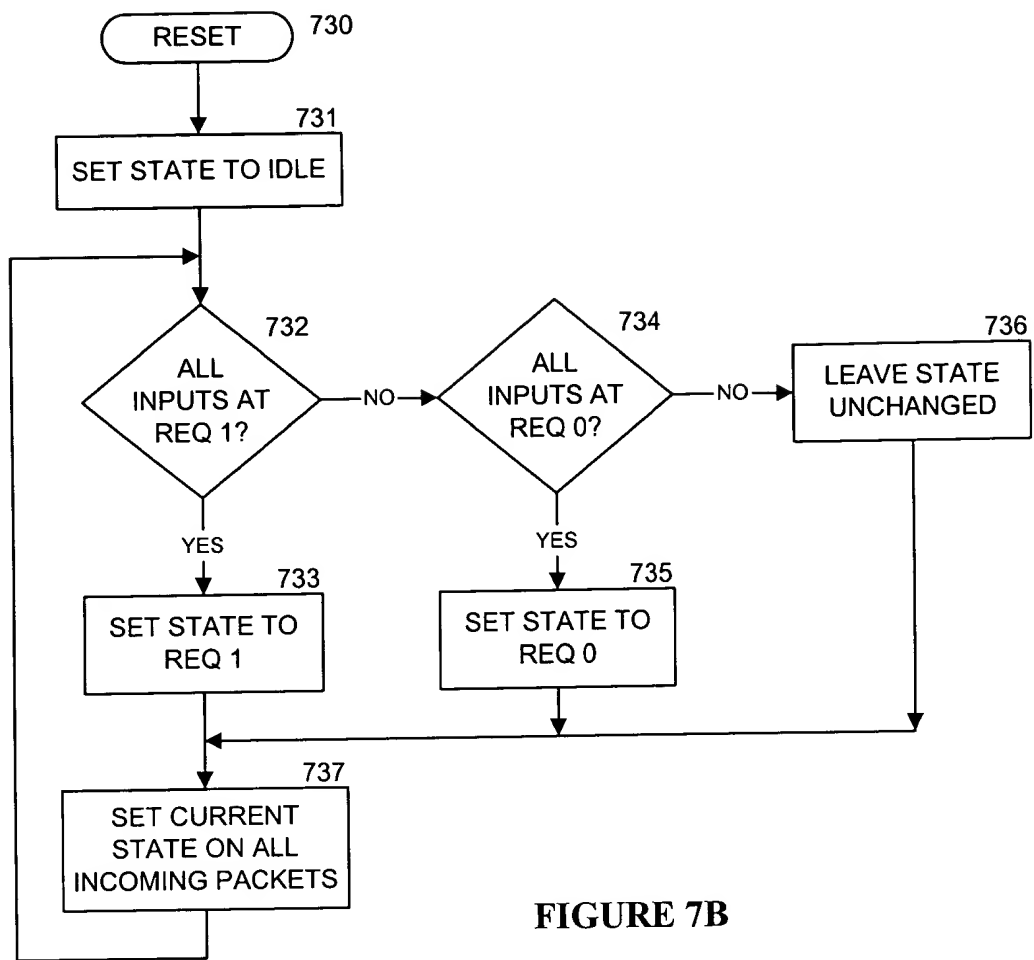 RESET
730
731
SET STATE TO IDLE
732
ALL
INPUTS AT
REQ 1?
NO
734
ALL
INPUTS AT
REQ 0?
NO
736
LEAVE STATE
UNCHANGED
YES
733
SET STATE TO
REQ 1
YES
735
SET STATE TO
REQ 0
737
SET CURRENT
STATE ON ALL
INCOMING PACKETS
FIGURE 7B